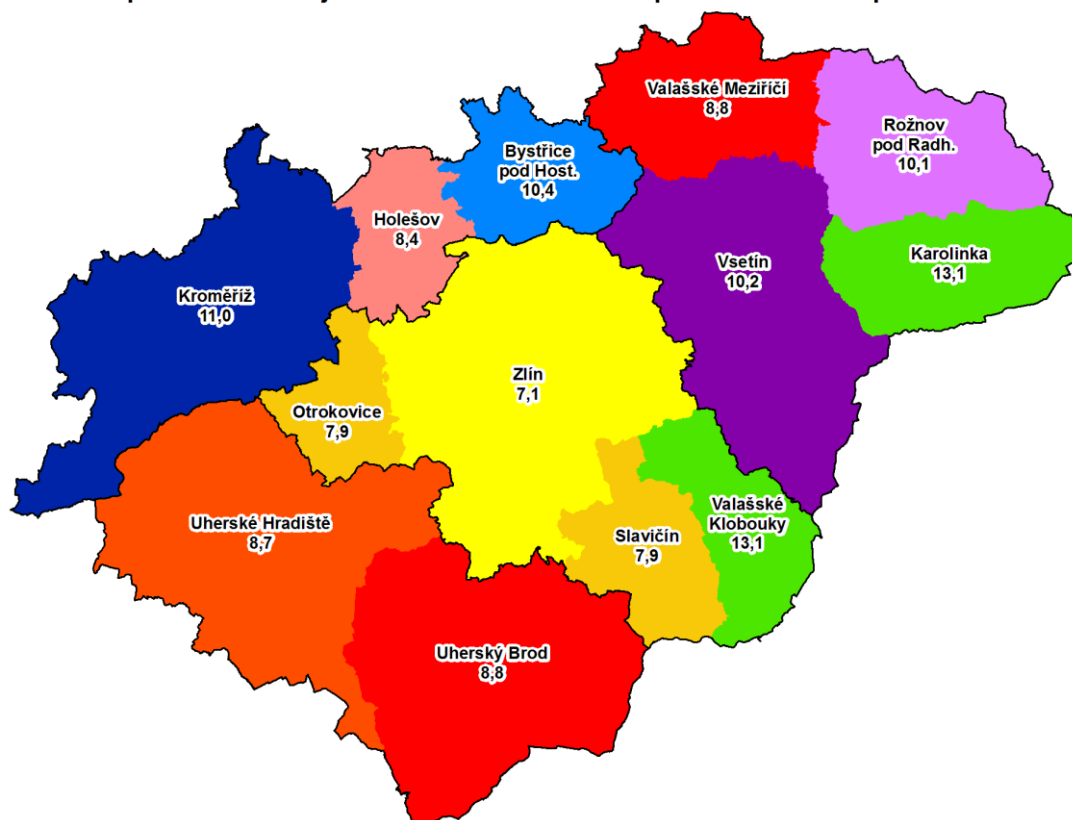 Valašské Meziříčí
8,8
Rožnov
pod Radh.
10,1
Bystřice
pod Host.
10,4
Holešov
8,4
Karolinka
13,1
Vsetín
10,2
Kroměříž
11,0
Zlín
7,1
Otrokovice
7,9
Valašské
Klobouky
13,1
Uherské Hradiště
8,7
Slavičín
7,9
Uherský Brod
8,8